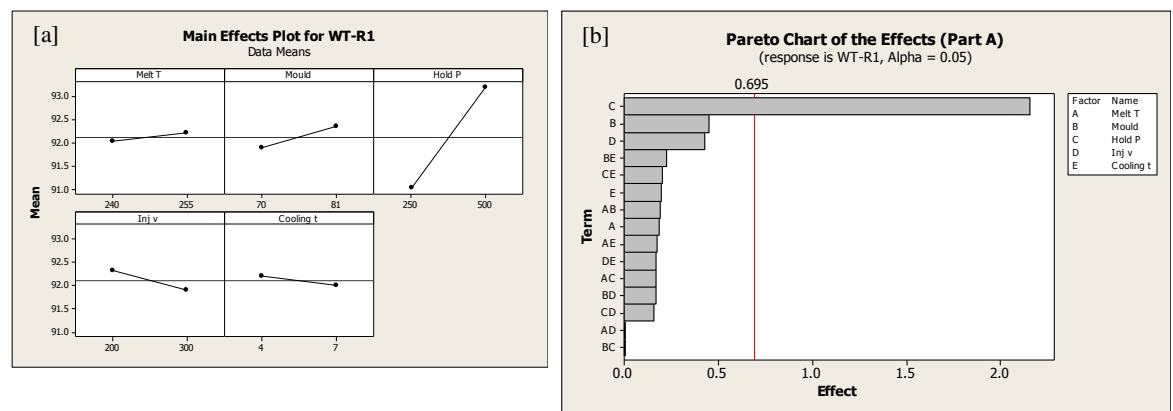 [a]
Main Effects Plot for WT-R1
Data Means
Melt T Mould Hold P
93.0
92.5
92.0
91.5
91.0
240 255 70 81 250 500
Inj v Cooling t
93.0
92.5
92.0
91.5
91.0
200 300 4 7
Mean
[b]
Pareto Chart of the Effects (Part A)
(response is WT-R1, Alpha = 0.05)
0.695
C
B
D
BE
CE
E
AB
A
AE
DE
AC
BD
CD
AD
BC
Term
0.0 0.5 1.0 1.5 2.0
Effect
Factor Name
A Melt T
B Mould
C Hold P
D Inj v
E Cooling t